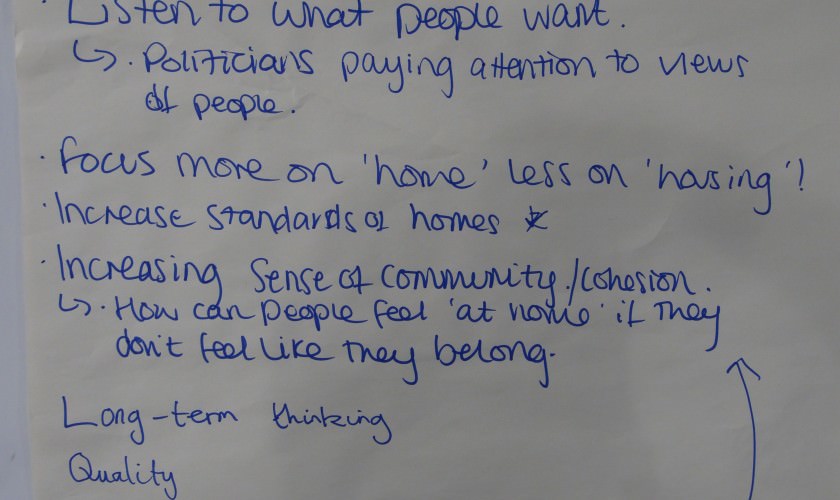 · Listen to what people want.
↳ · Politicians paying attention to views
of people.
· Focus more on 'home' less on 'housing'!
· Increase standards of homes *
· Increasing sense of community/cohesion.
↳ · How can people feel 'at home' if they
don't feel like they belong.
Long-term thinking
Quality